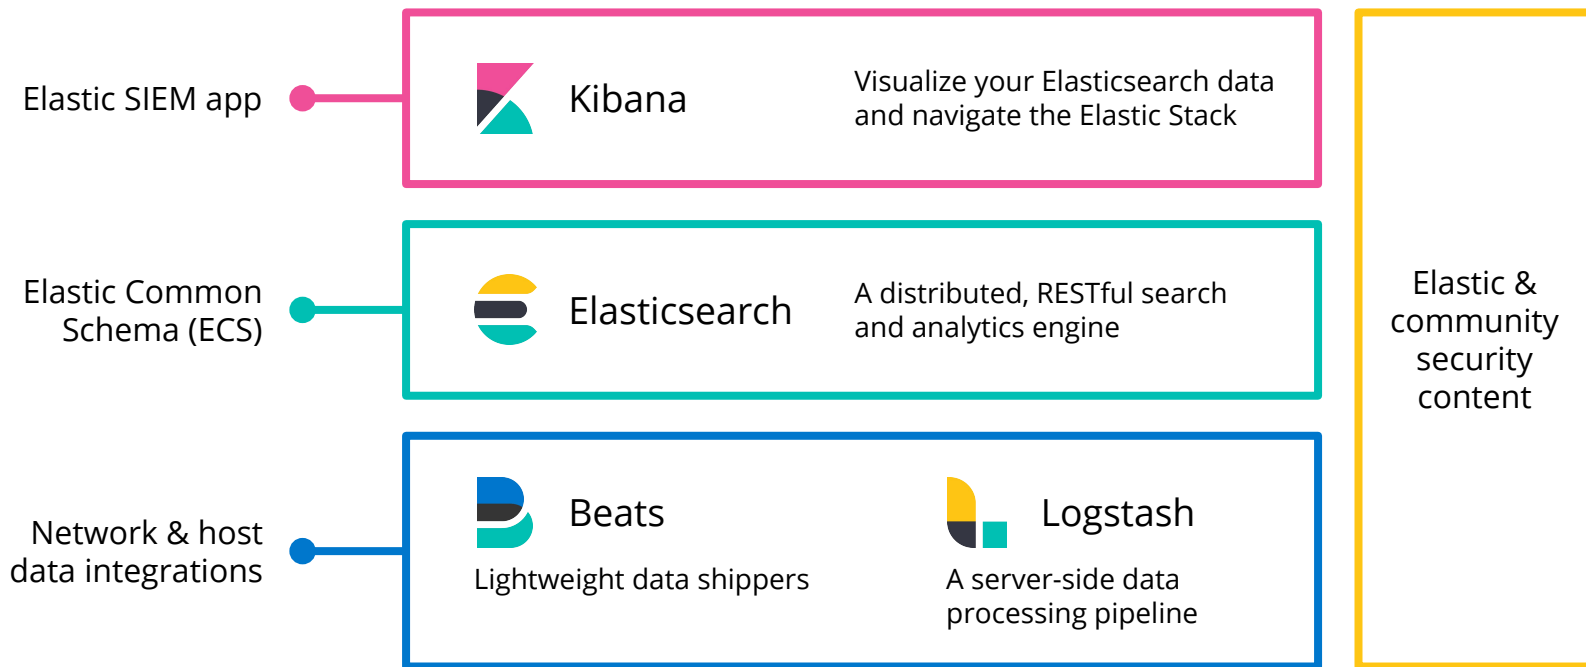 Elastic SIEM app
Kibana
Visualize your Elasticsearch data
and navigate the Elastic Stack
Elastic Common
Schema (ECS)
Elasticsearch
A distributed, RESTful search
and analytics engine
Network & host
data integrations
Beats
Lightweight data shippers
Logstash
A server-side data
processing pipeline
Elastic &
community
security
content